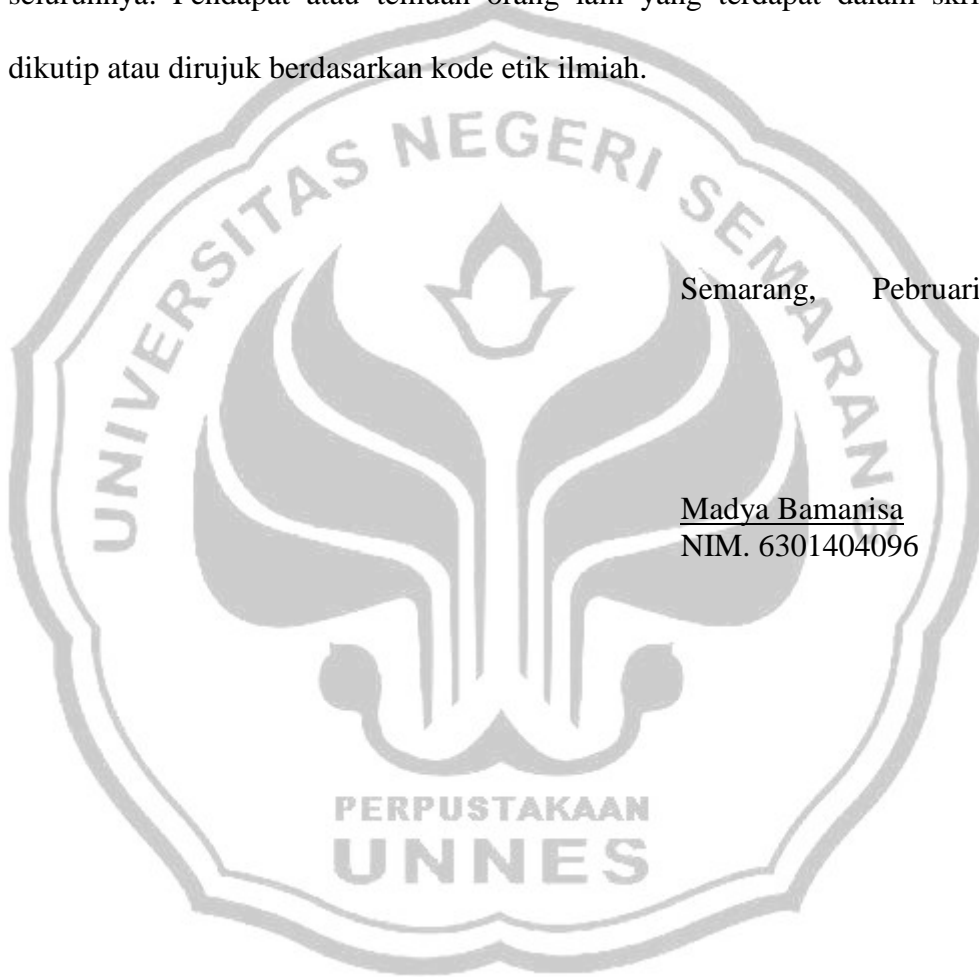 dikutip atau dirujuk berdasarkan kode etik ilmiah.
UNIVERSITAS NEGERI SEMARANG
Semarang, Pebruari
Madya Bamanisa
NIM. 6301404096
PERPUSTAKAAN
UNNES